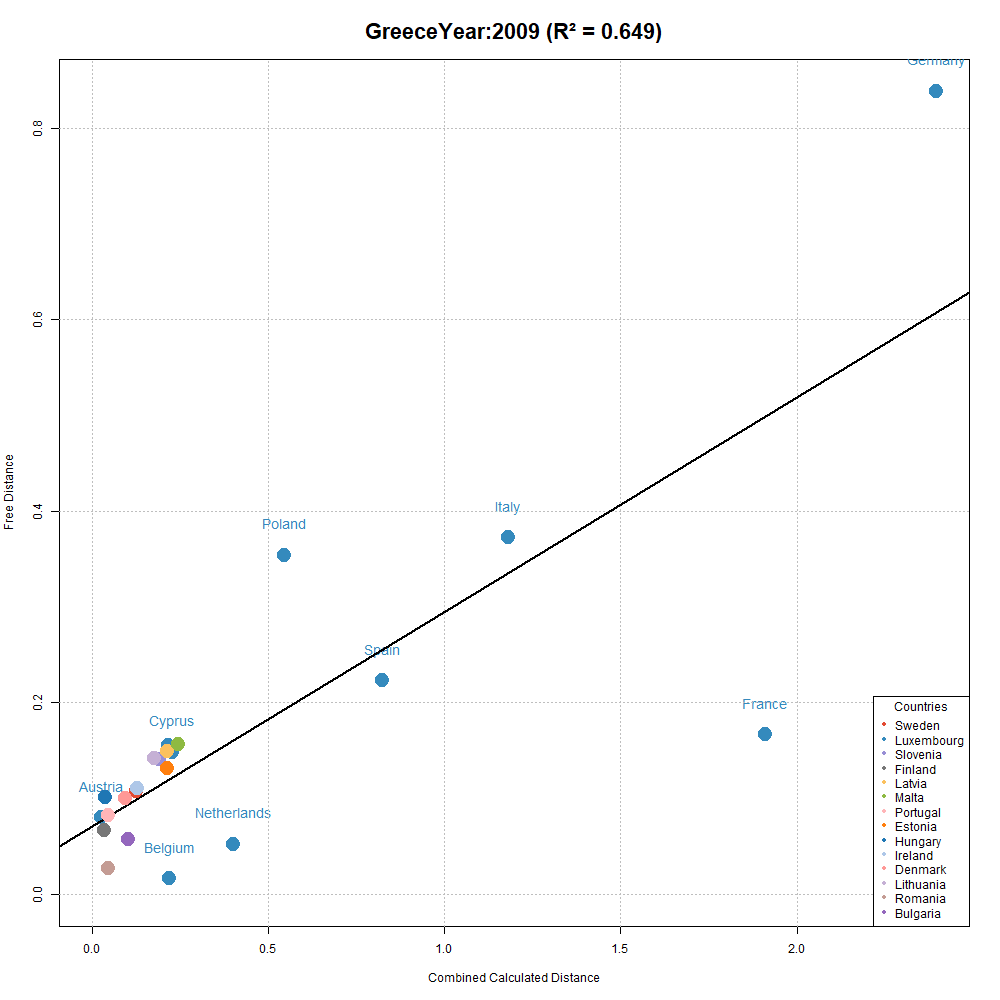 GreeceYear:2009 (R² = 0.649)
Germany
0.8
0.6
Free Distance
0.4
Italy
Poland
Spain
0.2
France
Cyprus
Austria
Netherlands
Belgium
0.0
Countries
Sweden
Luxembourg
Slovenia
Finland
Latvia
Malta
Portugal
Estonia
Hungary
Ireland
Denmark
Lithuania
Romania
Bulgaria
0.0 0.5 1.0 1.5 2.0
Combined Calculated Distance